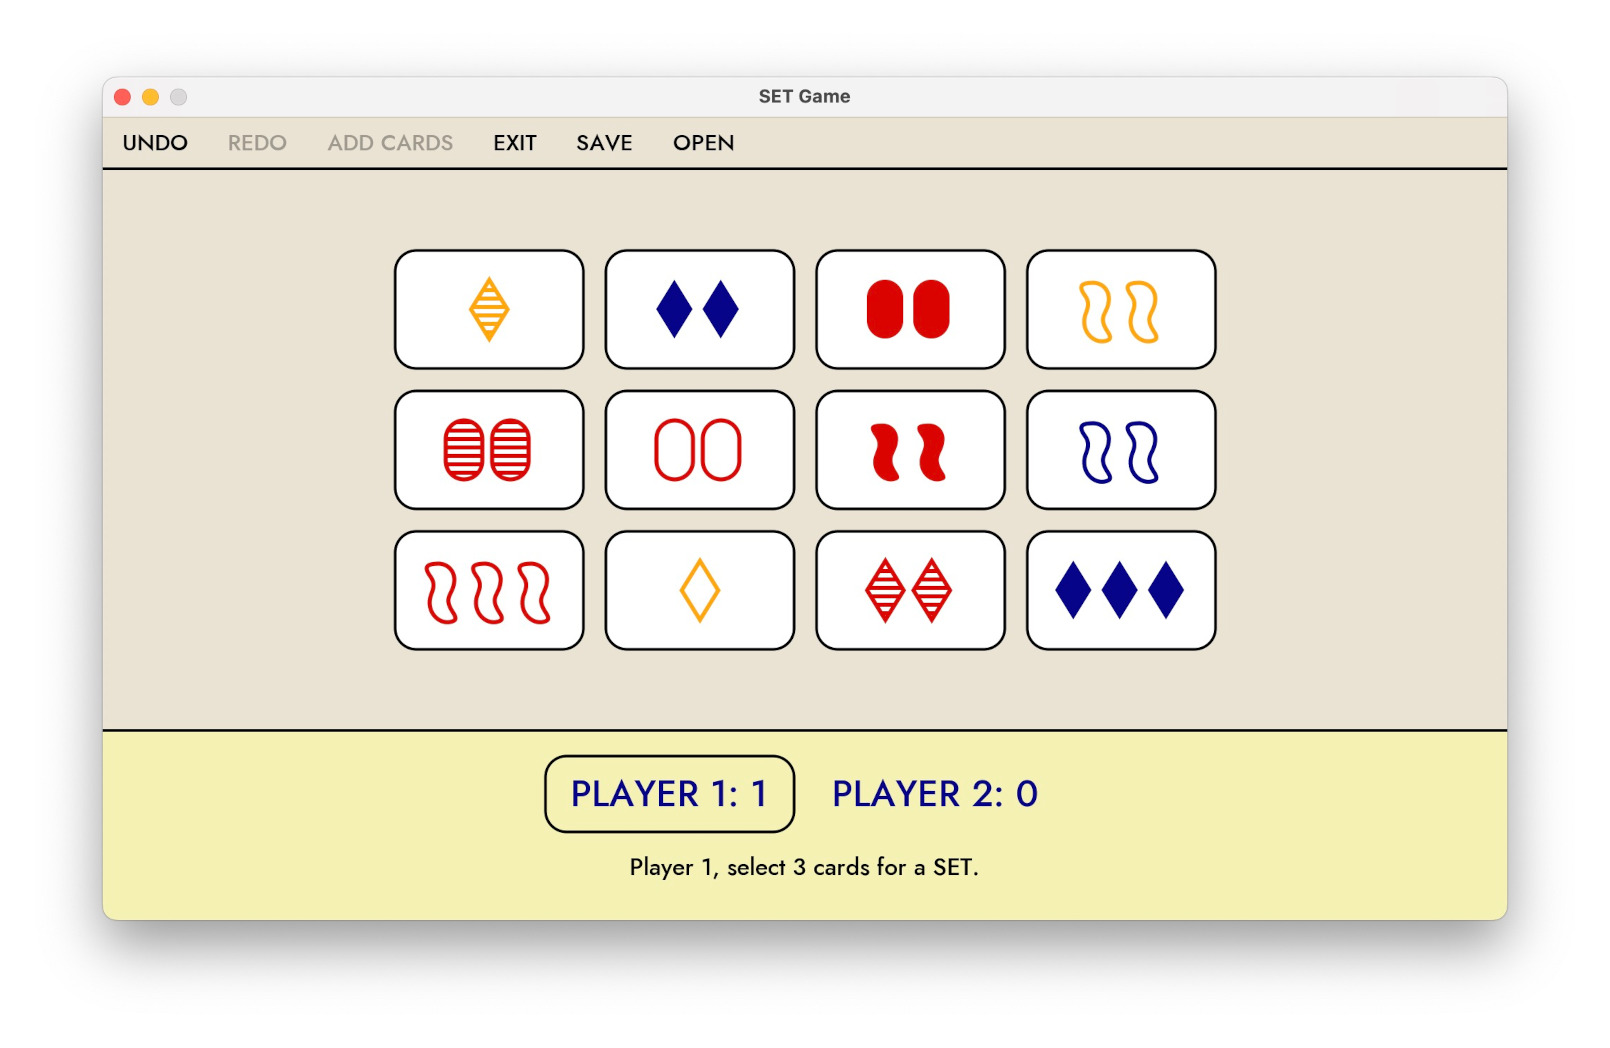 SET Game
UNDO REDO ADD CARDS EXIT SAVE OPEN
PLAYER 1: 1 PLAYER 2: 0
Player 1, select 3 cards for a SET.